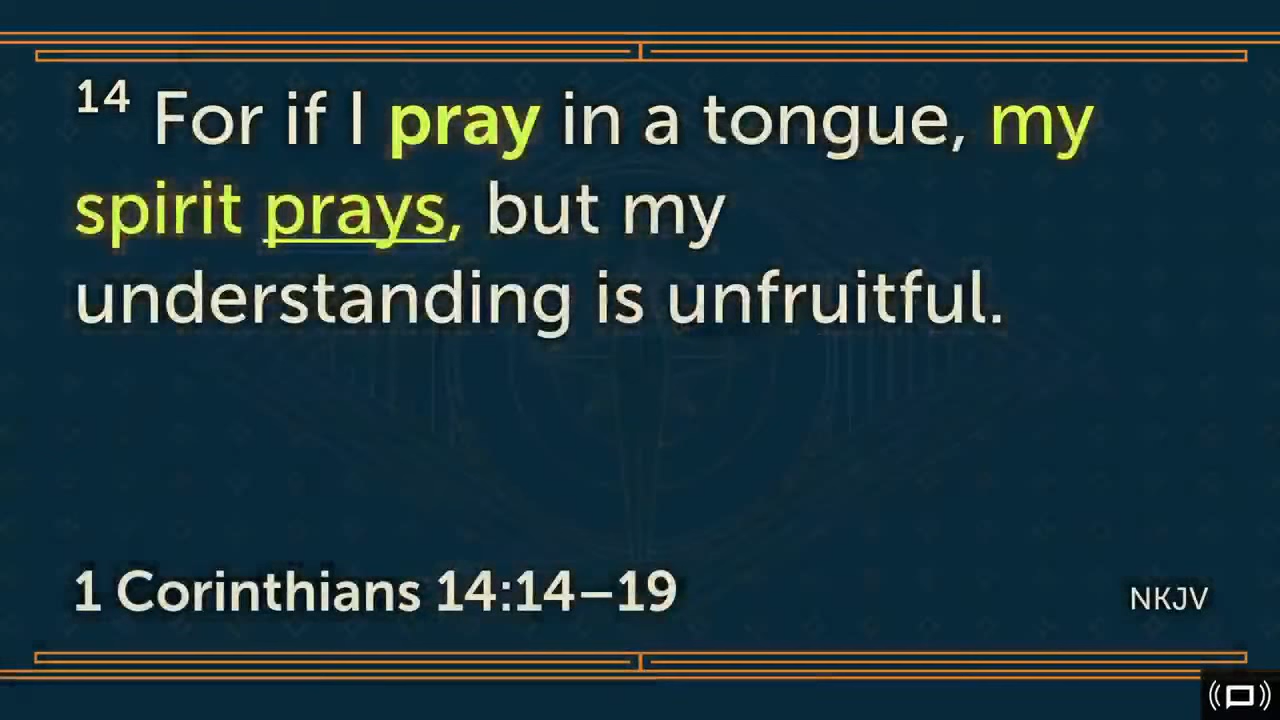 14 For if I pray in a tongue, my
spirit prays, but my
understanding is unfruitful.
1 Corinthians 14:14–19
NKJV